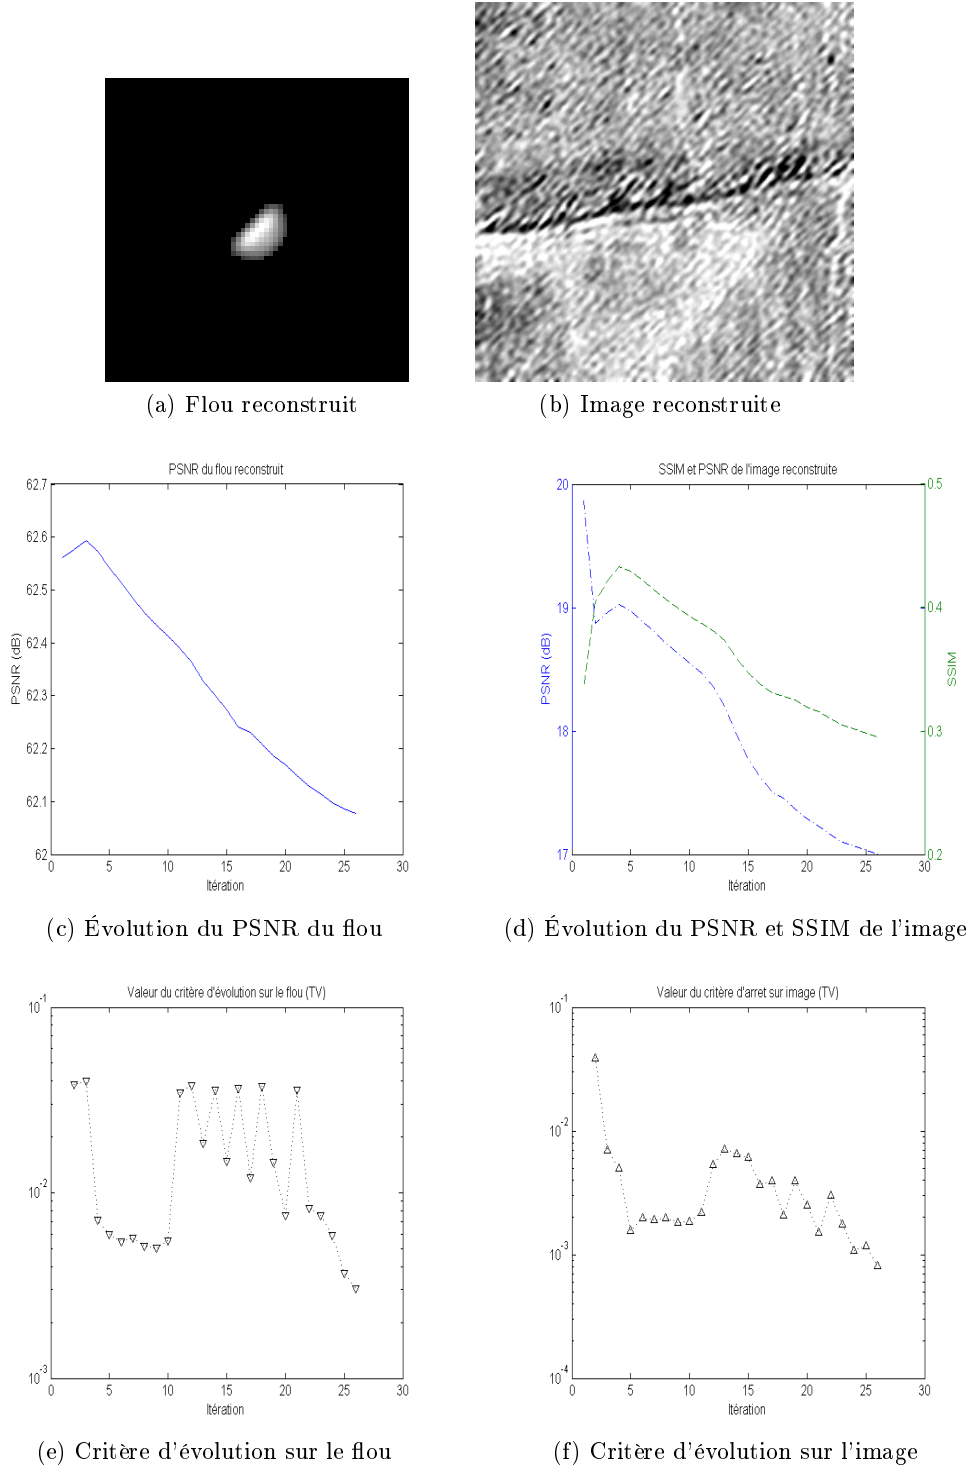 (a) Flou reconstruit
(b) Image reconstruite
PSNR du flou reconstruit
62.7
62.6
62.5
62.4
62.3
62.2
62.1
62
PSNR (dB)
0 5 10 15 20 25 30
Itération
SSIM et PSNR de l'image reconstruite
20
19
18
17
PSNR (dB)
0.5
0.4
0.3
0.2
SSIM
0 5 10 15 20 25 30
Itération
(c) Évolution du PSNR du flou
(d) Évolution du PSNR et SSIM de l'image
Valeur du critère d'évolution sur le flou (TV)
10^-1
10^-2
10^-3
0 5 10 15 20 25 30
Itération
Valeur du critère d'arret sur image (TV)
10^-1
10^-2
10^-3
10^-4
0 5 10 15 20 25 30
Itération
(e) Critère d'évolution sur le flou
(f) Critère d'évolution sur l'image